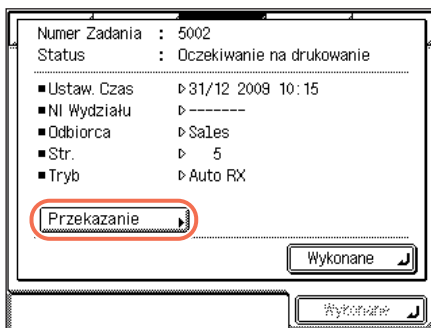 Numer Zadania : 5002
Status : Oczekiwanie na drukowanie
Ustaw. Czas 31/12 2009 10:15
NI Wydziału -------
Odbiorca Sales
Str. 5
Tryb Auto RX
Przekazanie
Wykonane
Wykonane